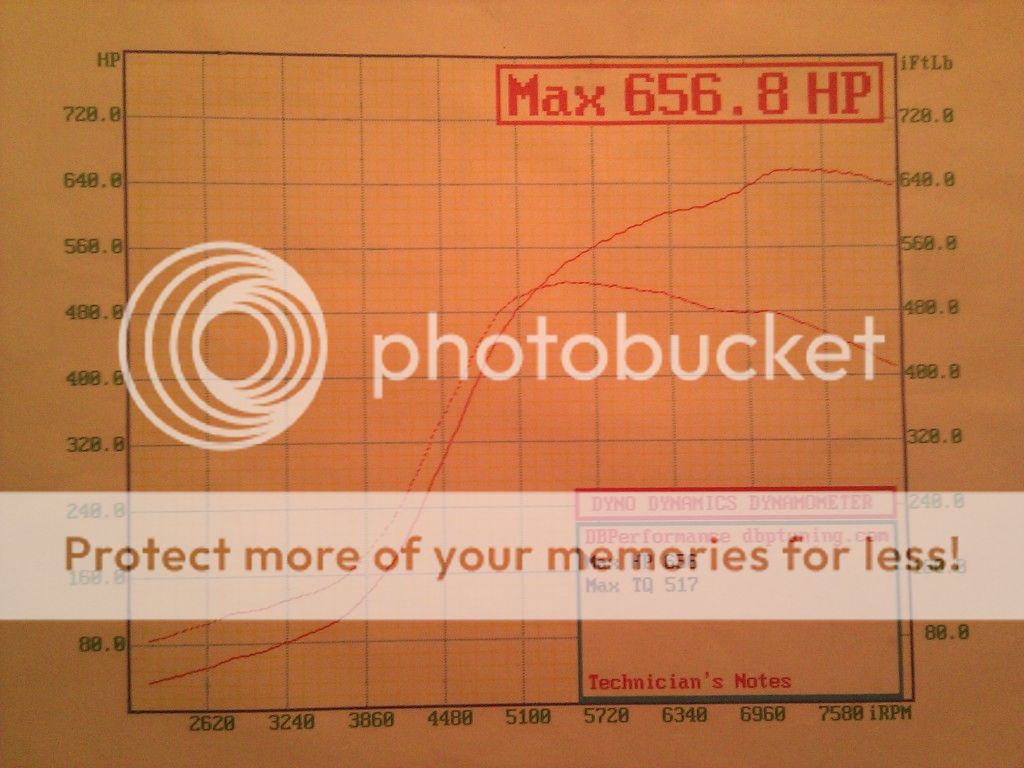 HP
iFtLb
Max 656.8 HP
720.0
720.0
640.0
640.0
560.0
560.0
480.0
480.0
photobucket
400.0
400.0
320.0
320.0
240.0
240.0
DYNO DYNAMICS DYNAMOMETER
DBPerformance dbptuning.com
Protect more of your memories for less!
Max HP 656
160.0
Max TQ 517
80.0
80.0
Technician's Notes
2620 3240 3860 4480 5100 5720 6340 6960 7580 iRPM